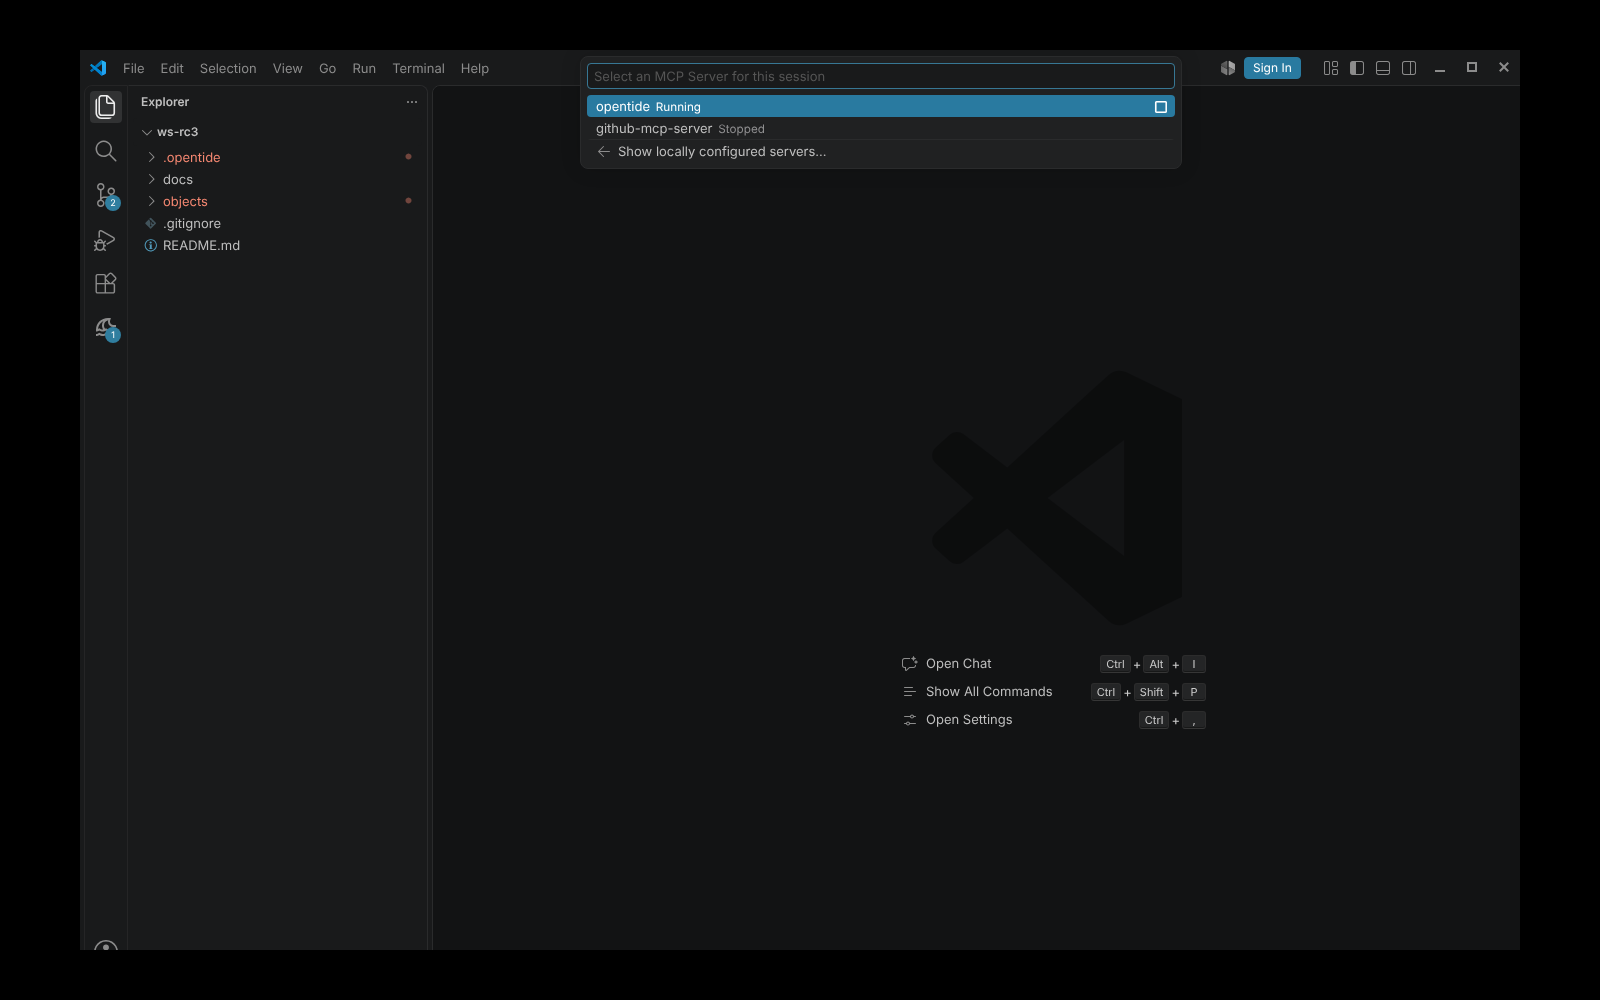 File Edit Selection View Go Run Terminal Help
Select an MCP Server for this session
Sign In
opentide Running
github-mcp-server Stopped
Show locally configured servers...
Explorer
ws-rc3
.opentide
docs
objects
.gitignore
README.md
2
1
Open Chat Ctrl + Alt + I
Show All Commands Ctrl + Shift + P
Open Settings Ctrl + ,